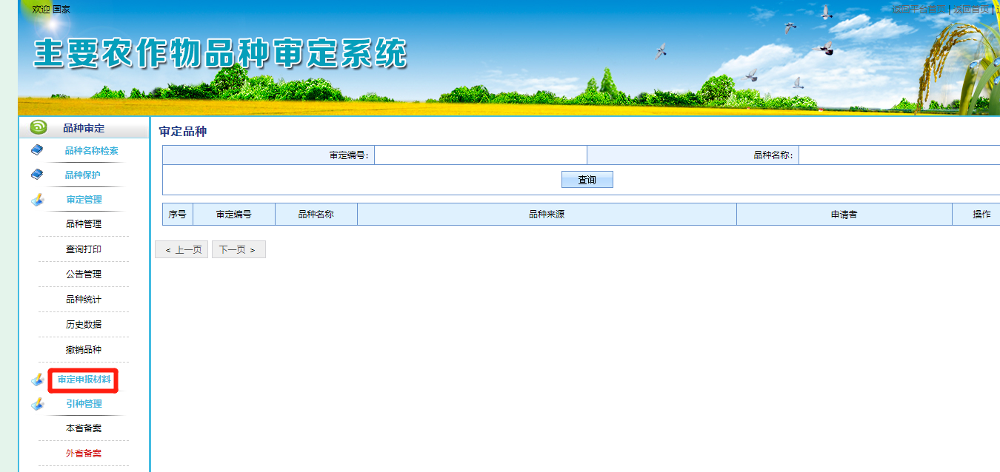 欢迎 国家
返回平台首页 | 返回首页 |
主要农作物品种审定系统
品种审定
品种名称检索
品种保护
审定管理
品种管理
查询打印
公告管理
品种统计
历史数据
撤销品种
审定申报材料
引种管理
本省备案
外省备案
审定品种
审定编号:
品种名称:
查询
序号 审定编号 品种名称 品种来源 申请者 操作
< 上一页 下一页 >